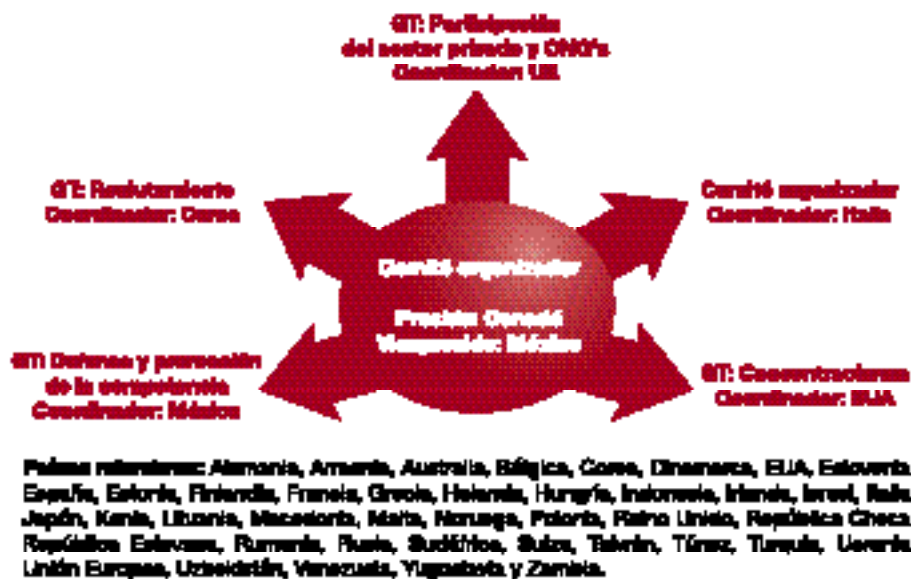 GT: Participación
del sector privado y ONG's
Coordinador: UE
GT: Reclutamiento
Coordinador: Corea
Comité organizador
Coordinador: Italia
Comité organizador
Preside: Canadá
Vicepreside: México
GT: Defensa y promoción
de la competencia
Coordinador: México
GT: Concentraciones
Coordinador: EUA
Países miembros: Alemania, Armenia, Australia, Bélgica, Corea, Dinamarca, EUA, Eslovenia
España, Estonia, Finlandia, Francia, Grecia, Holanda, Hungría, Indonesia, Irlanda, Israel, Italia
Japón, Kenia, Lituania, Macedonia, Malta, Noruega, Polonia, Reino Unido, República Checa
República Eslovaca, Rumania, Rusia, Sudáfrica, Suiza, Taiwán, Túnez, Turquía, Ucrania
Unión Europea, Uzbekistán, Venezuela, Yugoslavia y Zambia.